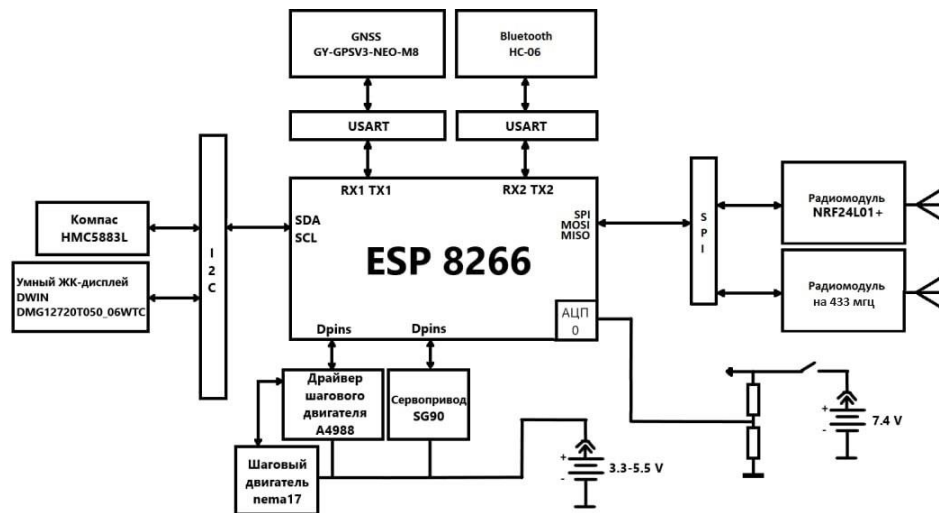 GNSS
GY-GPSV3-NEO-M8
Bluetooth
HC-06
USART
USART
RX1 TX1
RX2 TX2
Компас
HMC5883L
Умный ЖК-дисплей
DWIN
DMG12720T050_06WTC
I
2
C
SDA
SCL
ESP 8266
SPI
MOSI
MISO
S
P
I
Радиомодуль
NRF24L01+
Радиомодуль
на 433 мгц
АЦП
0
Dpins
Dpins
Драйвер
шагового
двигателя
A4988
Сервопривод
SG90
Шаговый
двигатель
nema17
+
-
3.3-5.5 V
+
-
7.4 V